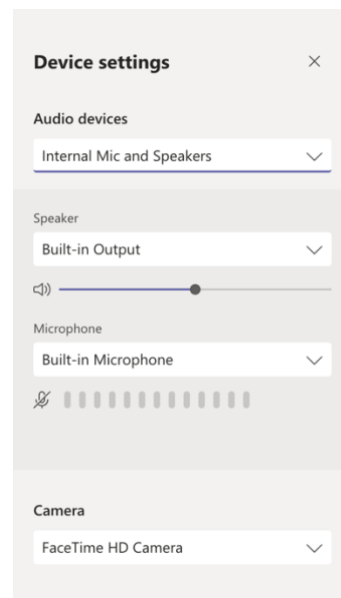 Device settings
Audio devices
Internal Mic and Speakers
Speaker
Built-in Output
Microphone
Built-in Microphone
Camera
FaceTime HD Camera